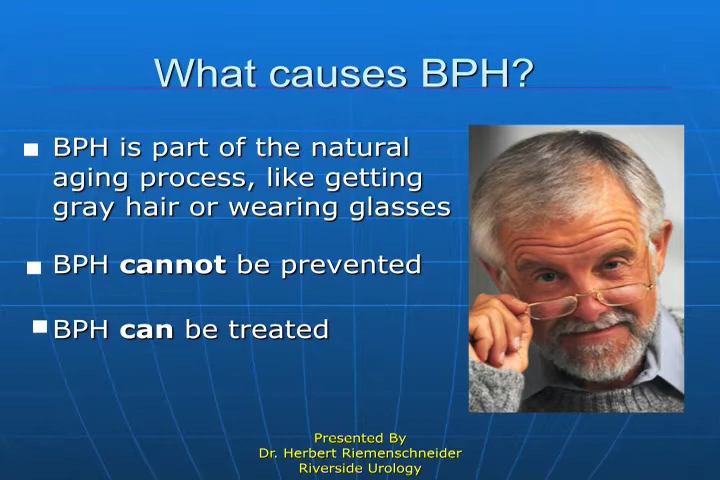 What causes BPH?
BPH is part of the natural
aging process, like getting
gray hair or wearing glasses
BPH cannot be prevented
BPH can be treated
Presented By
Dr. Herbert Riemenschneider
Riverside Urology